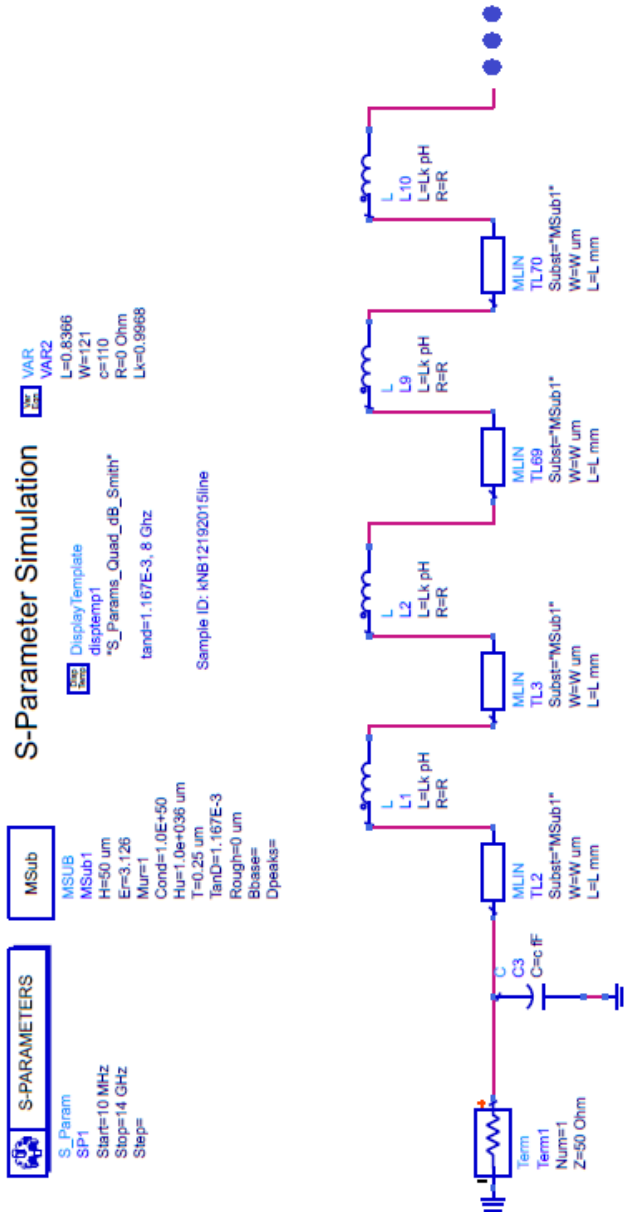 S-Parameter Simulation
S-PARAMETERS
S_Param
SP1
Start=10 MHz
Stop=14 GHz
Step=
MSub
MSUB
MSub1
H=50 um
Er=3.126
Mur=1
Cond=1.0E+50
Hu=1.0e+036 um
T=0.25 um
TanD=1.167E-3
Rough=0 um
Bbase=
Dpeaks=
Disp
Temp
DisplayTemplate
disptemp1
"S_Params_Quad_dB_Smith"
tand=1.167E-3, 8 Ghz
Sample ID: kNB12192015line
Var
Eqn
VAR
VAR2
L=0.8366
W=121
c=110
R=0 Ohm
Lk=0.9968
Term
Term1
Num=1
Z=50 Ohm
C
C3
C=c fF
MLIN
TL2
Subst="MSub1"
W=W um
L=L mm
L
L1
L=Lk pH
R=R
MLIN
TL3
Subst="MSub1"
W=W um
L=L mm
L
L2
L=Lk pH
R=R
MLIN
TL69
Subst="MSub1"
W=W um
L=L mm
L
L9
L=Lk pH
R=R
MLIN
TL70
Subst="MSub1"
W=W um
L=L mm
L
L10
L=Lk pH
R=R